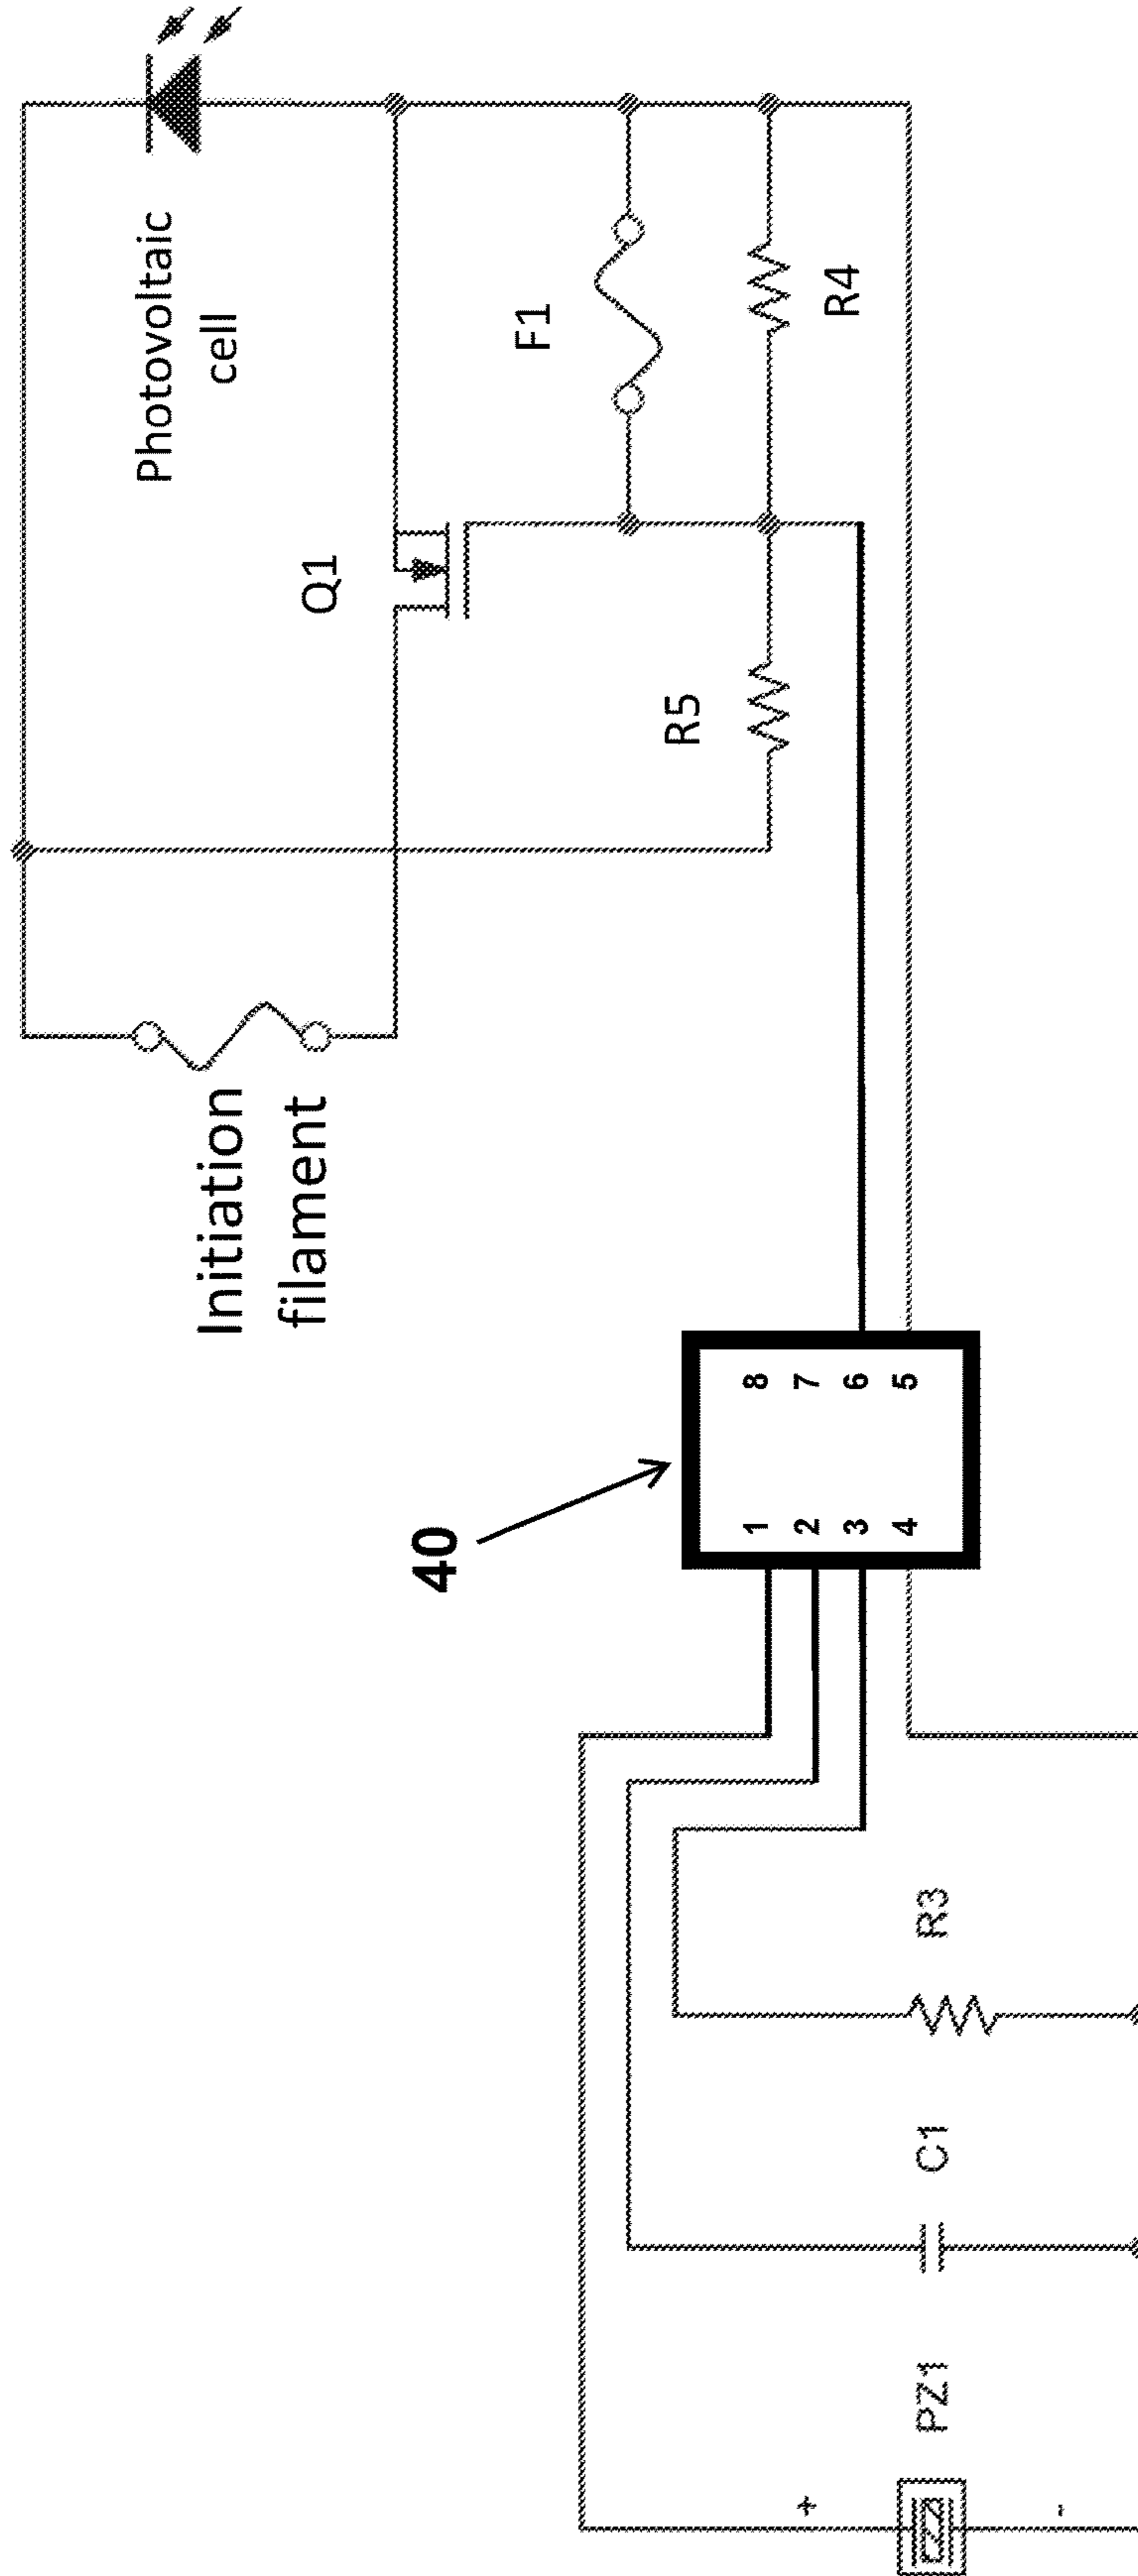 PZ1
+
-
C1
R3
40
1
2
3
4
8
7
6
5
Initiation
filament
R5
Q1
F1
R4
Photovoltaic
cell